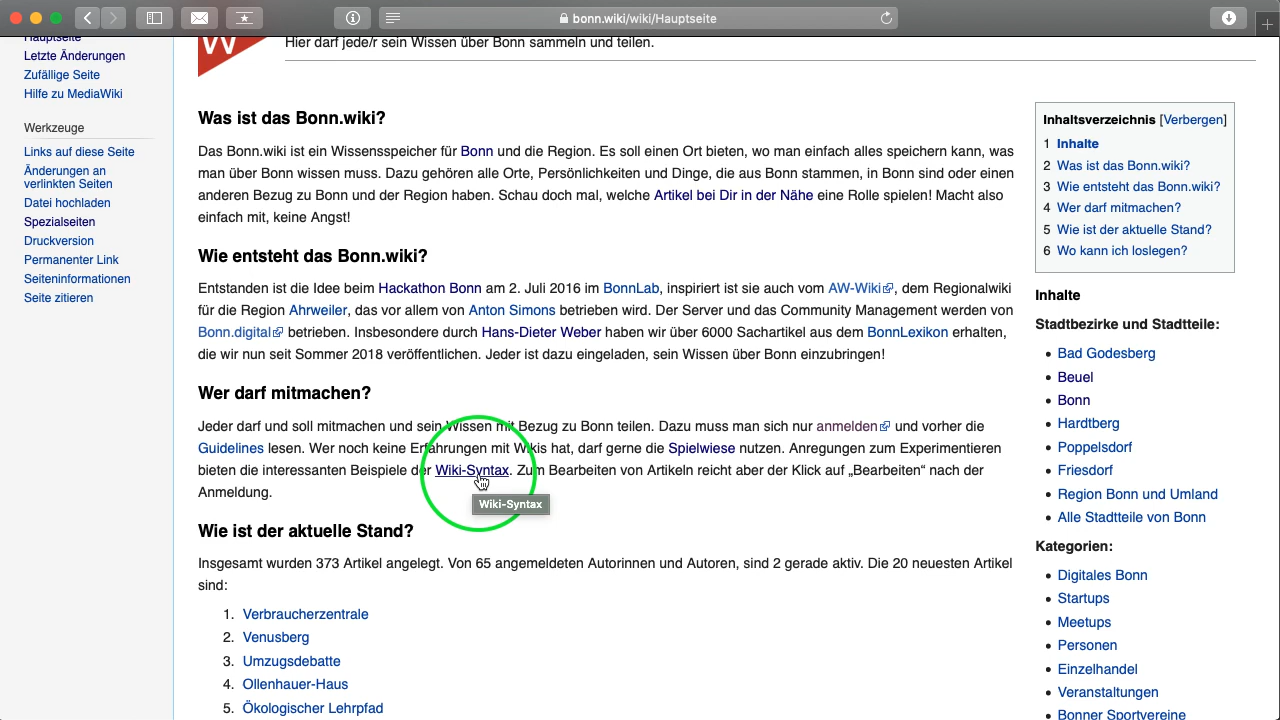 bonn.wiki/wiki/Hauptseite
Hauptseite
Letzte Änderungen
Zufällige Seite
Hilfe zu MediaWiki
Werkzeuge
Links auf diese Seite
Änderungen an
verlinkten Seiten
Datei hochladen
Spezialseiten
Druckversion
Permanenter Link
Seiteninformationen
Seite zitieren
W
Hier darf jede/r sein Wissen über Bonn sammeln und teilen.
Was ist das Bonn.wiki?
Das Bonn.wiki ist ein Wissensspeicher für Bonn und die Region. Es soll einen Ort bieten, wo man einfach alles speichern kann, was
man über Bonn wissen muss. Dazu gehören alle Orte, Persönlichkeiten und Dinge, die aus Bonn stammen, in Bonn sind oder einen
anderen Bezug zu Bonn und der Region haben. Schau doch mal, welche Artikel bei Dir in der Nähe eine Rolle spielen! Macht also
einfach mit, keine Angst!
Wie entsteht das Bonn.wiki?
Entstanden ist die Idee beim Hackathon Bonn am 2. Juli 2016 im BonnLab, inspiriert ist sie auch vom AW-Wiki, dem Regionalwiki
für die Region Ahrweiler, das vor allem von Anton Simons betrieben wird. Der Server und das Community Management werden von
Bonn.digital betrieben. Insbesondere durch Hans-Dieter Weber haben wir über 6000 Sachartikel aus dem BonnLexikon erhalten,
die wir nun seit Sommer 2018 veröffentlichen. Jeder ist dazu eingeladen, sein Wissen über Bonn einzubringen!
Wer darf mitmachen?
Jeder darf und soll mitmachen und sein Wissen mit Bezug zu Bonn teilen. Dazu muss man sich nur anmelden und vorher die
Guidelines lesen. Wer noch keine Erfahrungen mit Wikis hat, darf gerne die Spielwiese nutzen. Anregungen zum Experimentieren
bieten die interessanten Beispiele der Wiki-Syntax. Zum Bearbeiten von Artikeln reicht aber der Klick auf „Bearbeiten“ nach der
Anmeldung.
Wiki-Syntax
Wie ist der aktuelle Stand?
Insgesamt wurden 373 Artikel angelegt. Von 65 angemeldeten Autorinnen und Autoren, sind 2 gerade aktiv. Die 20 neuesten Artikel
sind:
1. Verbraucherzentrale
2. Venusberg
3. Umzugsdebatte
4. Ollenhauer-Haus
5. Ökologischer Lehrpfad
Inhaltsverzeichnis [Verbergen]
1 Inhalte
2 Was ist das Bonn.wiki?
3 Wie entsteht das Bonn.wiki?
4 Wer darf mitmachen?
5 Wie ist der aktuelle Stand?
6 Wo kann ich loslegen?
Inhalte
Stadtbezirke und Stadtteile:
• Bad Godesberg
• Beuel
• Bonn
• Hardtberg
• Poppelsdorf
• Friesdorf
• Region Bonn und Umland
• Alle Stadtteile von Bonn
Kategorien:
• Digitales Bonn
• Startups
• Meetups
• Personen
• Einzelhandel
• Veranstaltungen
• Bonner Sportvereine